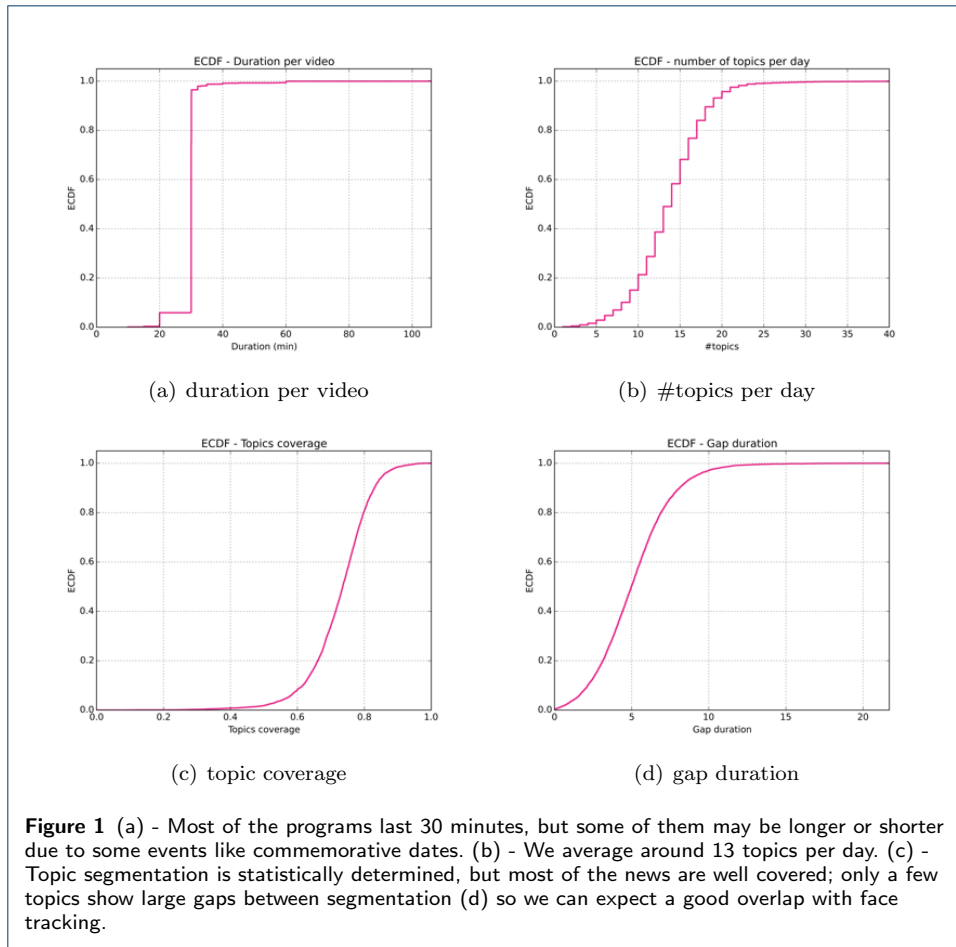 ECDF - Duration per video
1.0
0.8
0.6
0.4
0.2
0.0
ECDF
0 20 40 60 80 100
Duration (min)
(a) duration per video
ECDF - number of topics per day
1.0
0.8
0.6
0.4
0.2
0.0
ECDF
0 5 10 15 20 25 30 35 40
#topics
(b) #topics per day
ECDF - Topics coverage
1.0
0.8
0.6
0.4
0.2
0.0
ECDF
0.0 0.2 0.4 0.6 0.8 1.0
Topics coverage
(c) topic coverage
ECDF - Gap duration
1.0
0.8
0.6
0.4
0.2
0.0
ECDF
0 5 10 15 20
Gap duration
(d) gap duration
Figure 1 (a) - Most of the programs last 30 minutes, but some of them may be longer or shorter
due to some events like commemorative dates. (b) - We average around 13 topics per day. (c) -
Topic segmentation is statistically determined, but most of the news are well covered; only a few
topics show large gaps between segmentation (d) so we can expect a good overlap with face
tracking.